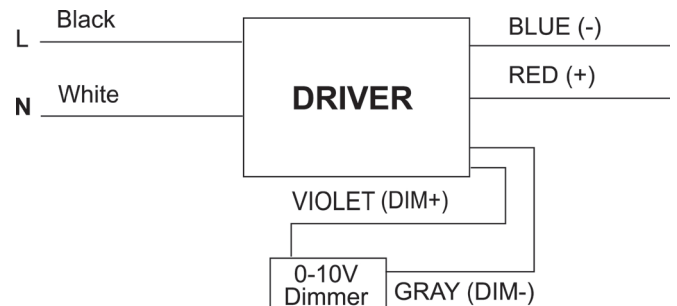 Black
L
BLUE (-)
RED (+)
N
White
DRIVER
VIOLET (DIM+)
0-10V
Dimmer
GRAY (DIM-)